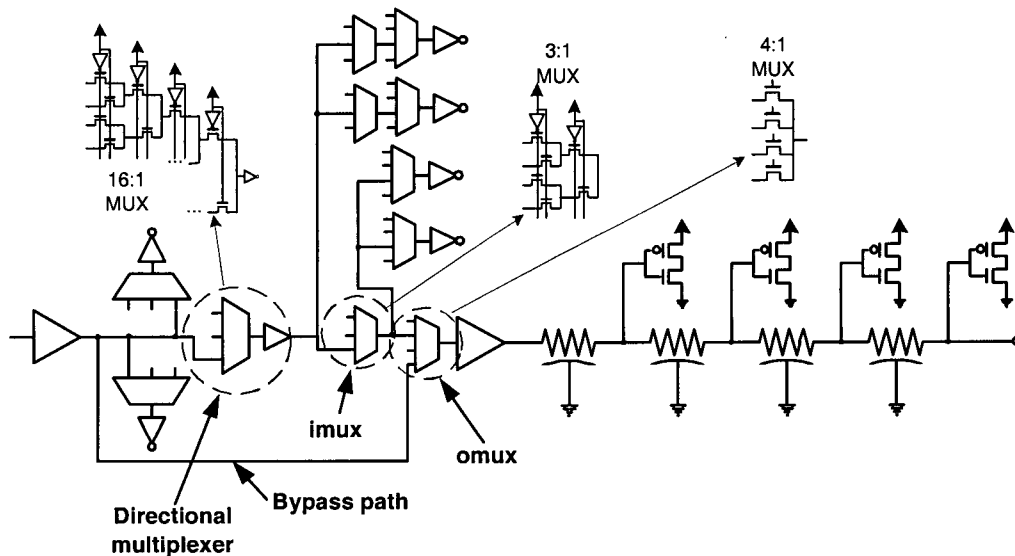 3:1
MUX
4:1
MUX
16:1
MUX
imux
omux
Bypass path
Directional
multiplexer